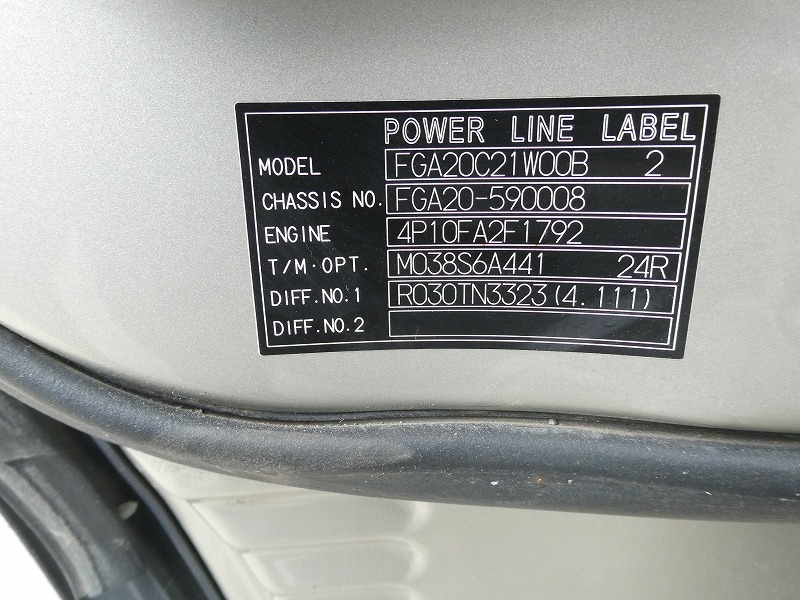 POWER LINE LABEL
MODEL FGA20C21W00B 2
CHASSIS NO. FGA20-590008
ENGINE 4P10FA2F1792
T/M·OPT. M038S6A441 24R
DIFF.NO.1 R030TN3323(4.111)
DIFF.NO.2